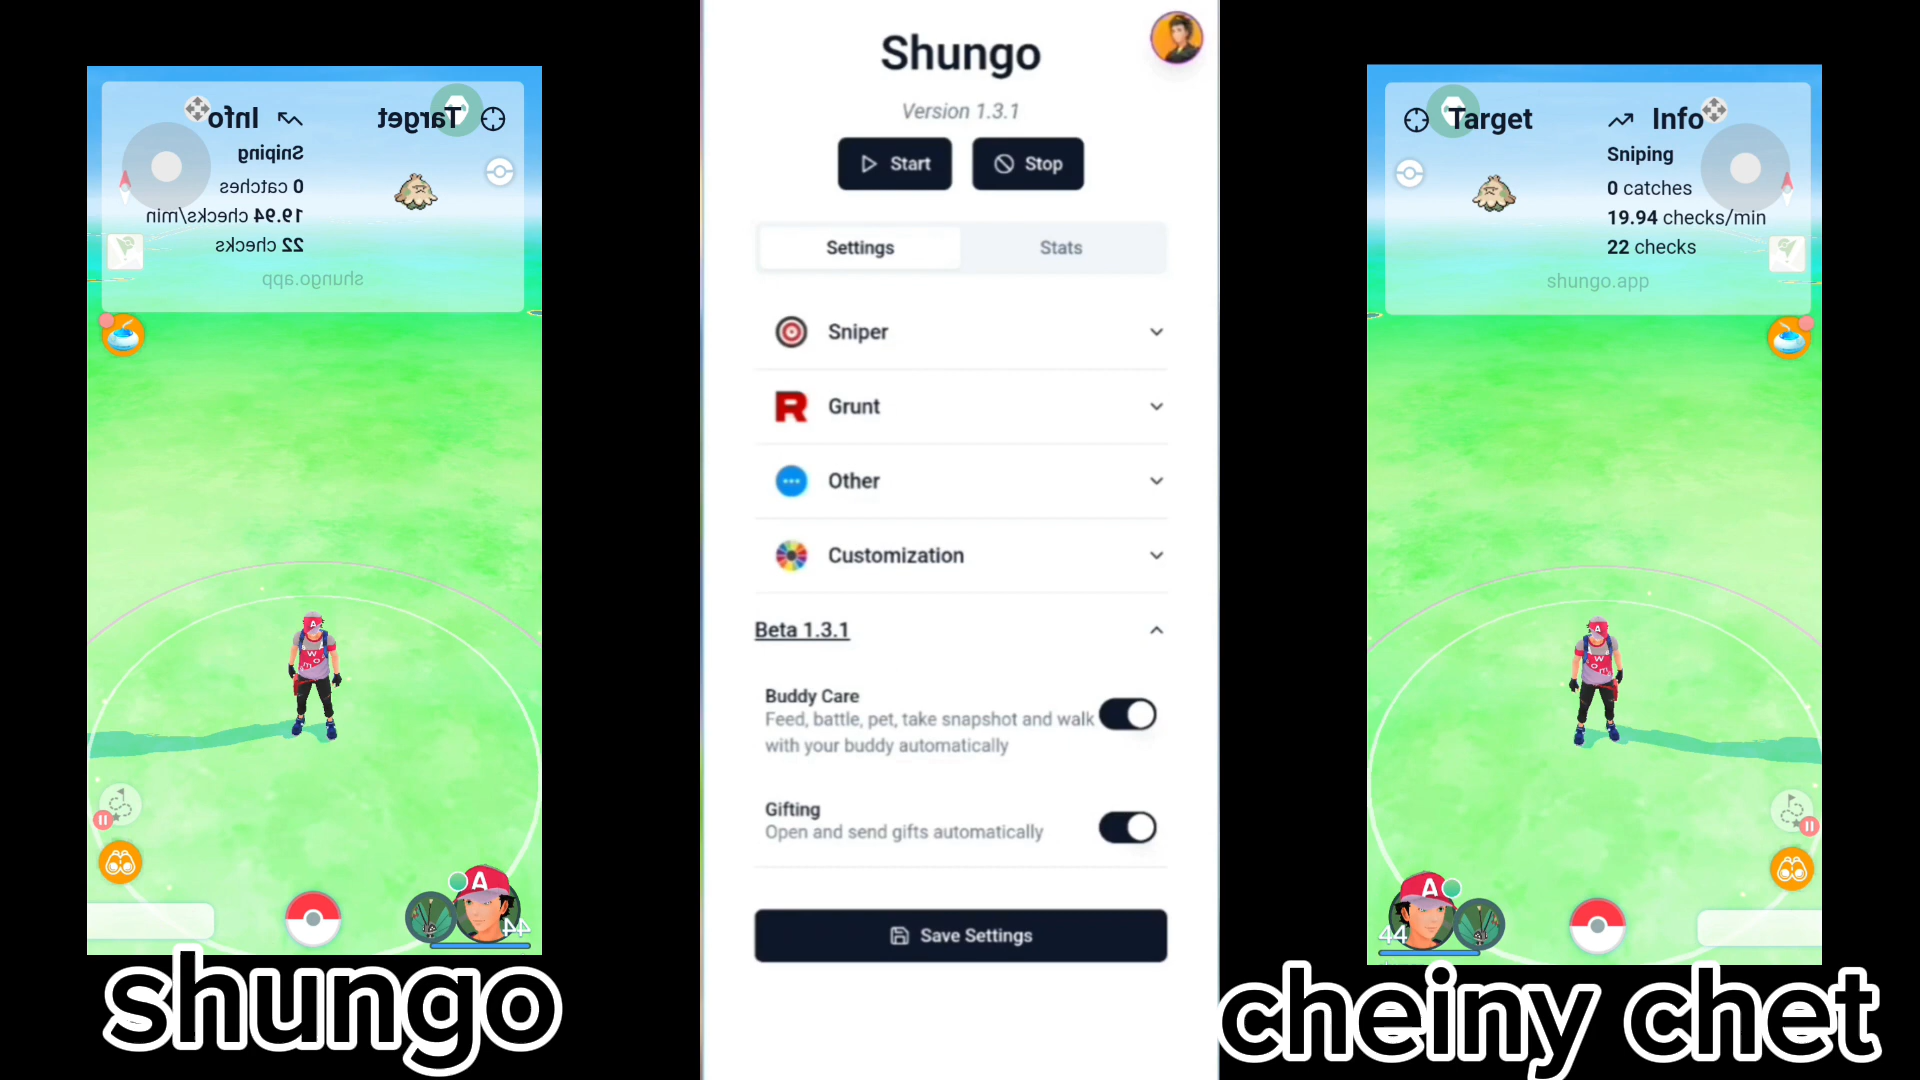 Info
Target
Sniping
0 catches
19.94 checks/min
22 checks
shungo.app
A
WO
44
shungo
Shungo
Version 1.3.1
Start
Stop
Settings
Stats
Sniper
R
Grunt
Other
Customization
Beta 1.3.1
Buddy Care
Feed, battle, pet, take snapshot and walk
with your buddy automatically
Gifting
Open and send gifts automatically
Save Settings
Target
Info
Sniping
0 catches
19.94 checks/min
22 checks
shungo.app
A
44
cheiny chet